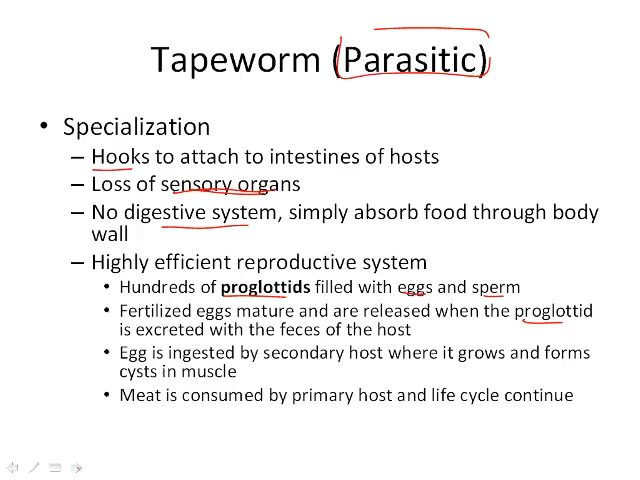 Tapeworm (Parasitic)
• Specialization
– Hooks to attach to intestines of hosts
– Loss of sensory organs
– No digestive system, simply absorb food through body
wall
– Highly efficient reproductive system
• Hundreds of proglottids filled with eggs and sperm
• Fertilized eggs mature and are released when the proglottid
is excreted with the feces of the host
• Egg is ingested by secondary host where it grows and forms
cysts in muscle
• Meat is consumed by primary host and life cycle continue